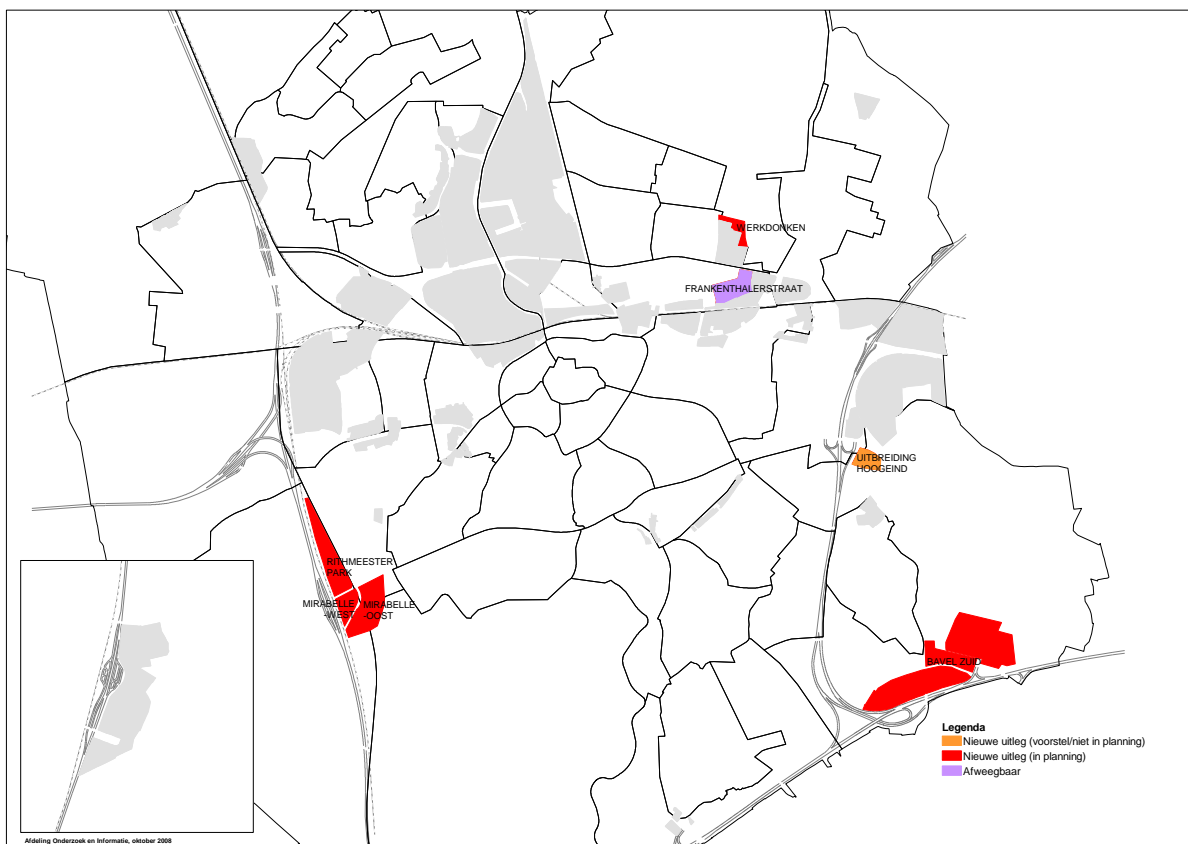 WERKDONKEN
FRANKENTHALERSTRAAT
UITBREIDING
HOOGEIND
RITHMEESTER
PARK
MIRABELLE
-WEST
MIRABELLE
-OOST
BAVEL ZUID
Legenda
Nieuwe uitleg (voorstel/niet in planning)
Nieuwe uitleg (in planning)
Afweegbaar
Afdeling Onderzoek en Informatie, oktober 2008